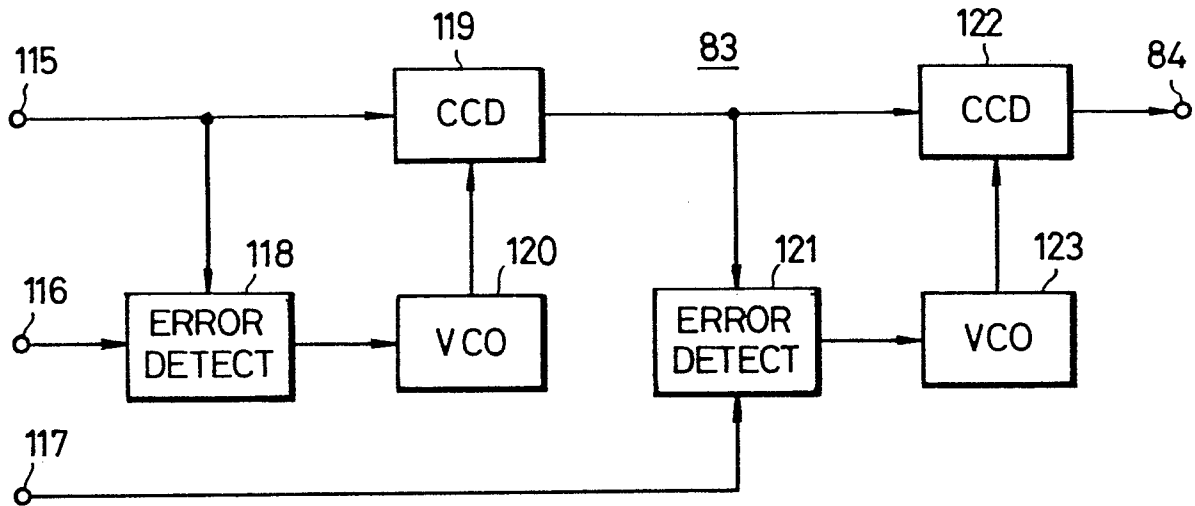 115
119
83
122
84
CCD
CCD
116
118
120
121
123
ERROR
DETECT
VCO
ERROR
DETECT
VCO
117